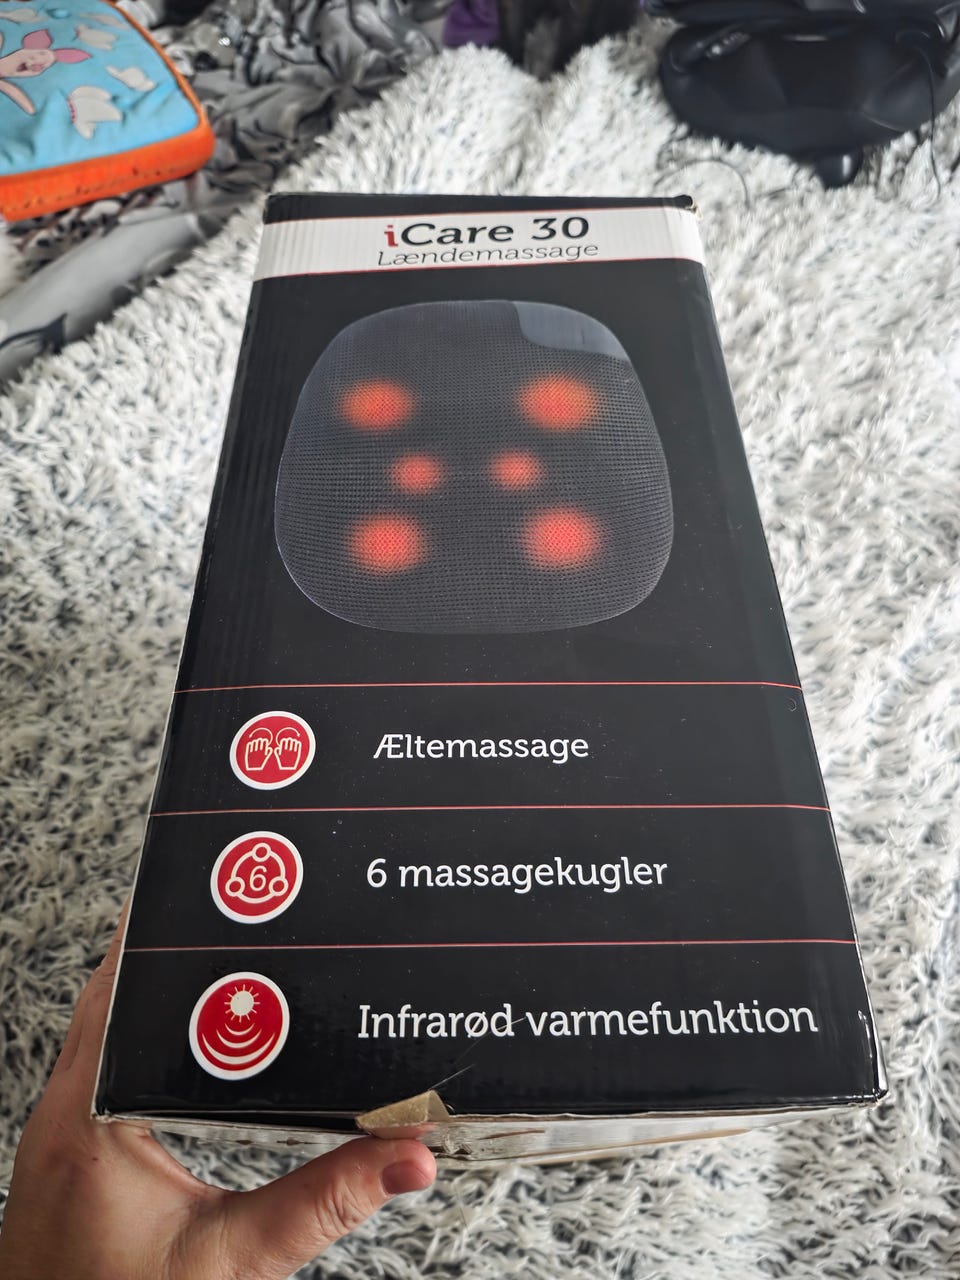 iCare 30
Lændemassage
Æltemassage
6
6 massagekugler
Infrarød varmefunktion